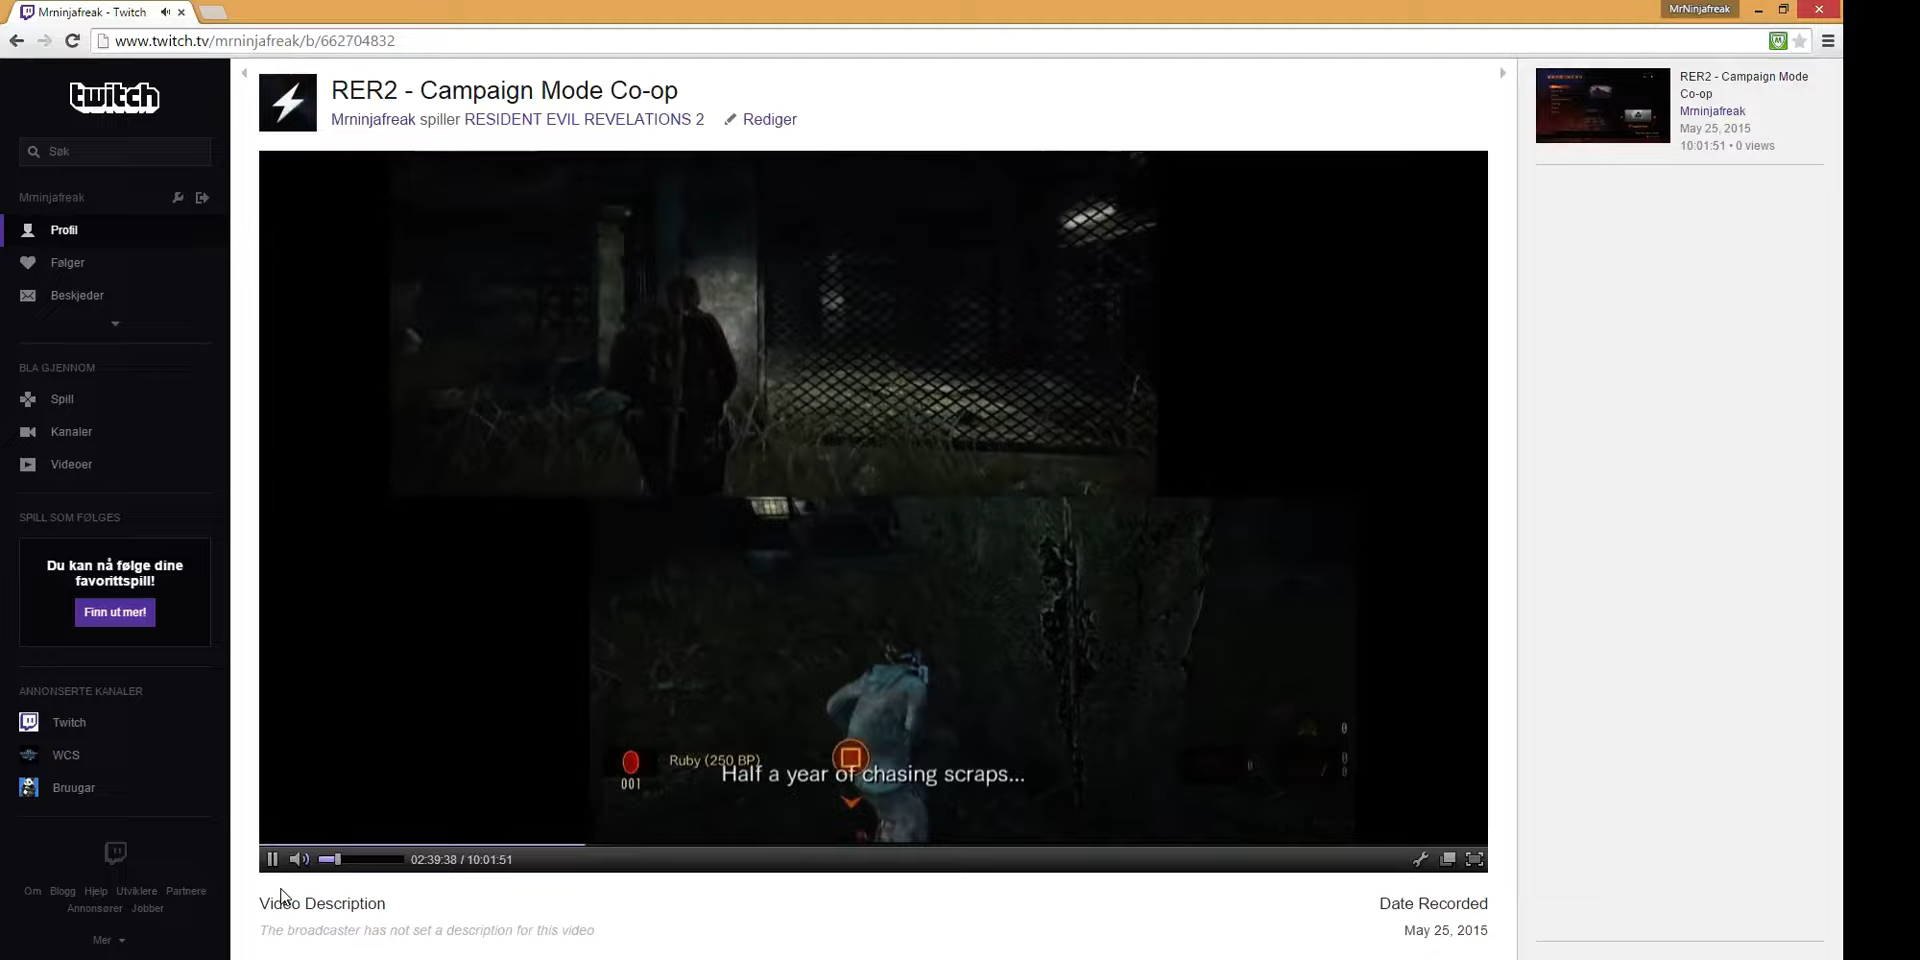 Mrninjafreak - Twitch
MrNinjafreak
www.twitch.tv/mrninjafreak/b/662704832
twitch
Søk
Mrninjafreak
Profil
Følger
Beskjeder
BLA GJENNOM
Spill
Kanaler
Videoer
SPILL SOM FØLGES
Du kan nå følge dine
favorittspill!
Finn ut mer!
ANNONSERTE KANALER
Twitch
WCS
Bruugar
Om Blogg Hjelp Utviklere Partnere
Annonsører Jobber
Mer
RER2 - Campaign Mode Co-op
Mrninjafreak spiller RESIDENT EVIL REVELATIONS 2 Rediger
Ruby (250 BP)
001
Half a year of chasing scraps...
0
0
0 / 0
02:39:38 / 10:01:51
Video Description
The broadcaster has not set a description for this video
Date Recorded
May 25, 2015
RER2 - Campaign Mode
Co-op
Mrninjafreak
May 25, 2015
10:01:51 • 0 views